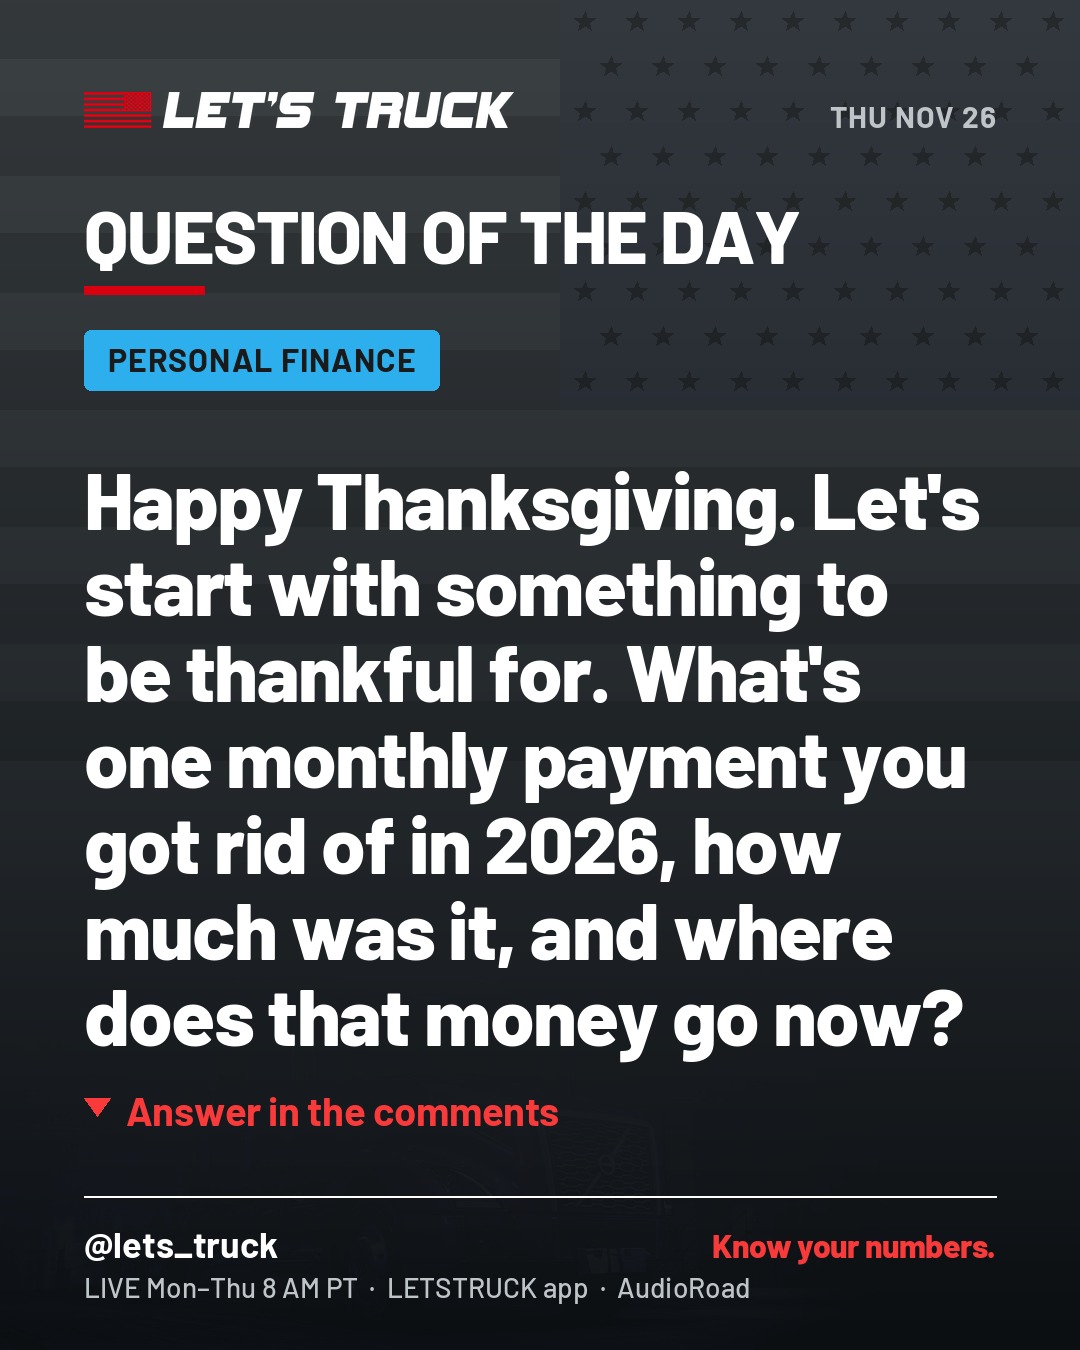 LET'S TRUCK
THU NOV 26
QUESTION OF THE DAY
PERSONAL FINANCE
Happy Thanksgiving. Let's
start with something to
be thankful for. What's
one monthly payment you
got rid of in 2026, how
much was it, and where
does that money go now?
Answer in the comments
@lets_truck
Know your numbers.
LIVE Mon–Thu 8 AM PT · LETSTRUCK app · AudioRoad